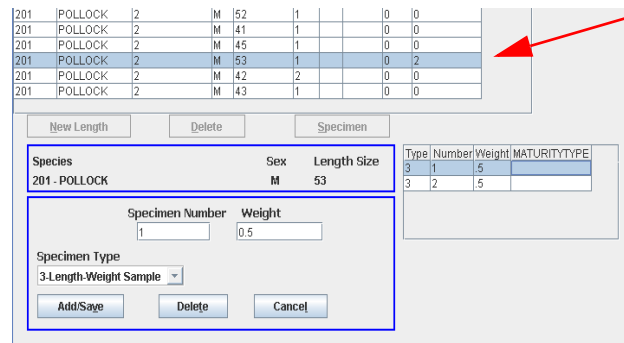 201 POLLOCK 2 M 52 1 0 0
201 POLLOCK 2 M 41 1 0 0
201 POLLOCK 2 M 45 1 0 0
201 POLLOCK 2 M 53 1 0 2
201 POLLOCK 2 M 42 2 0 0
201 POLLOCK 2 M 43 1 0 0
New Length Delete Specimen
Species Sex Length Size
201 - POLLOCK M 53
Type Number Weight MATURITYTYPE
3 1 .5
3 2 .5
Specimen Number Weight
1 0.5
Specimen Type
3-Length-Weight Sample
Add/Save Delete Cancel